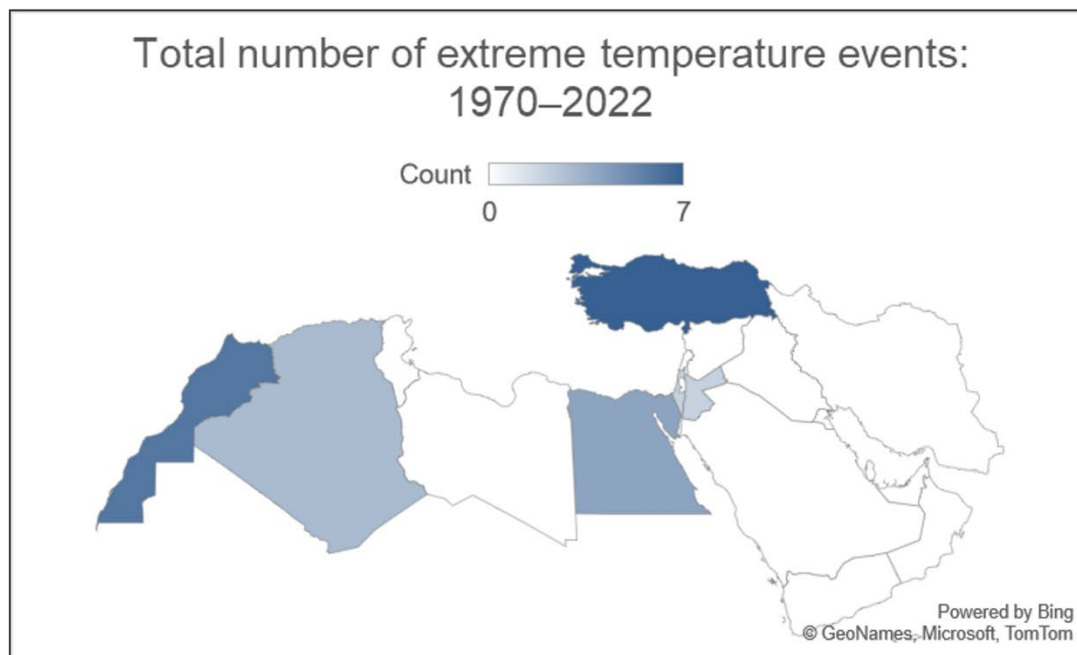 Total number of extreme temperature events:
1970–2022
Count
0 7
Powered by Bing
© GeoNames, Microsoft, TomTom